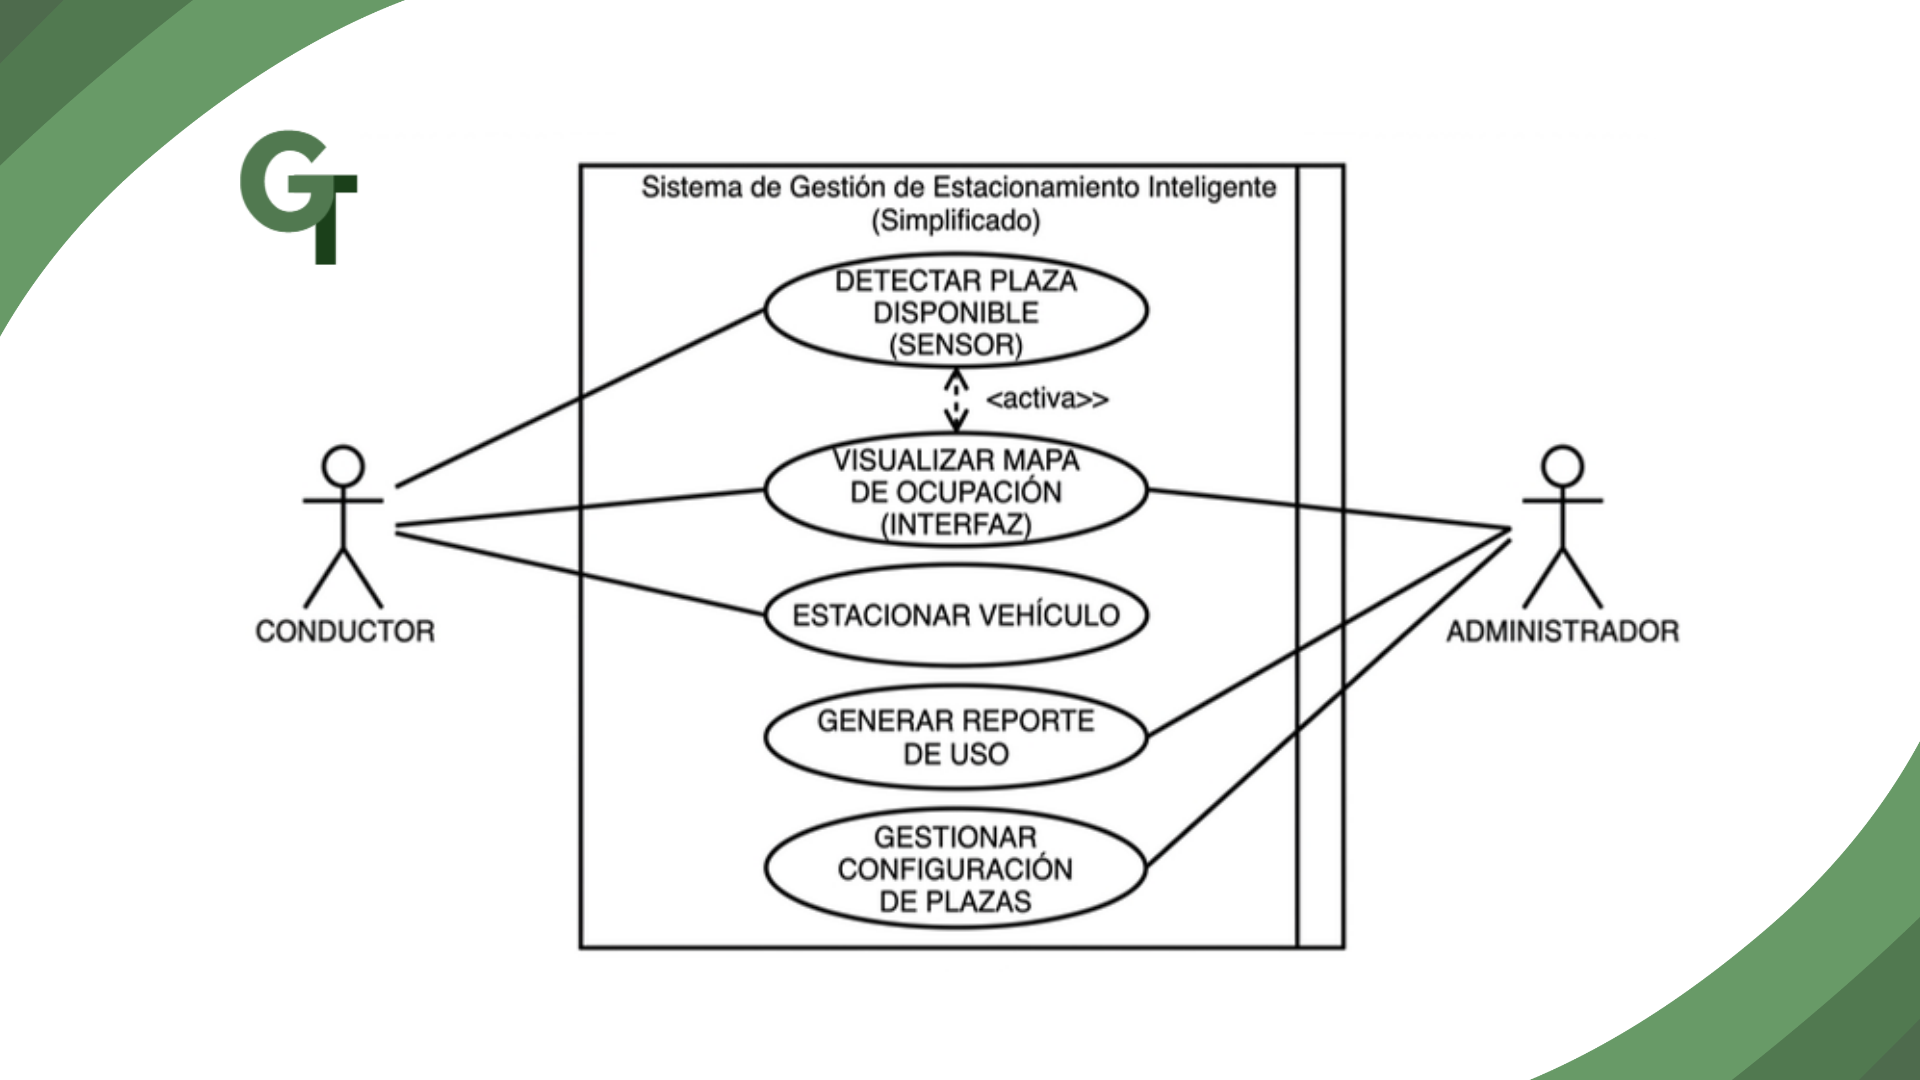 GT
Sistema de Gestión de Estacionamiento Inteligente
(Simplificado)
DETECTAR PLAZA
DISPONIBLE
(SENSOR)
<activa>>
VISUALIZAR MAPA
DE OCUPACIÓN
(INTERFAZ)
ESTACIONAR VEHÍCULO
GENERAR REPORTE
DE USO
GESTIONAR
CONFIGURACIÓN
DE PLAZAS
CONDUCTOR
ADMINISTRADOR